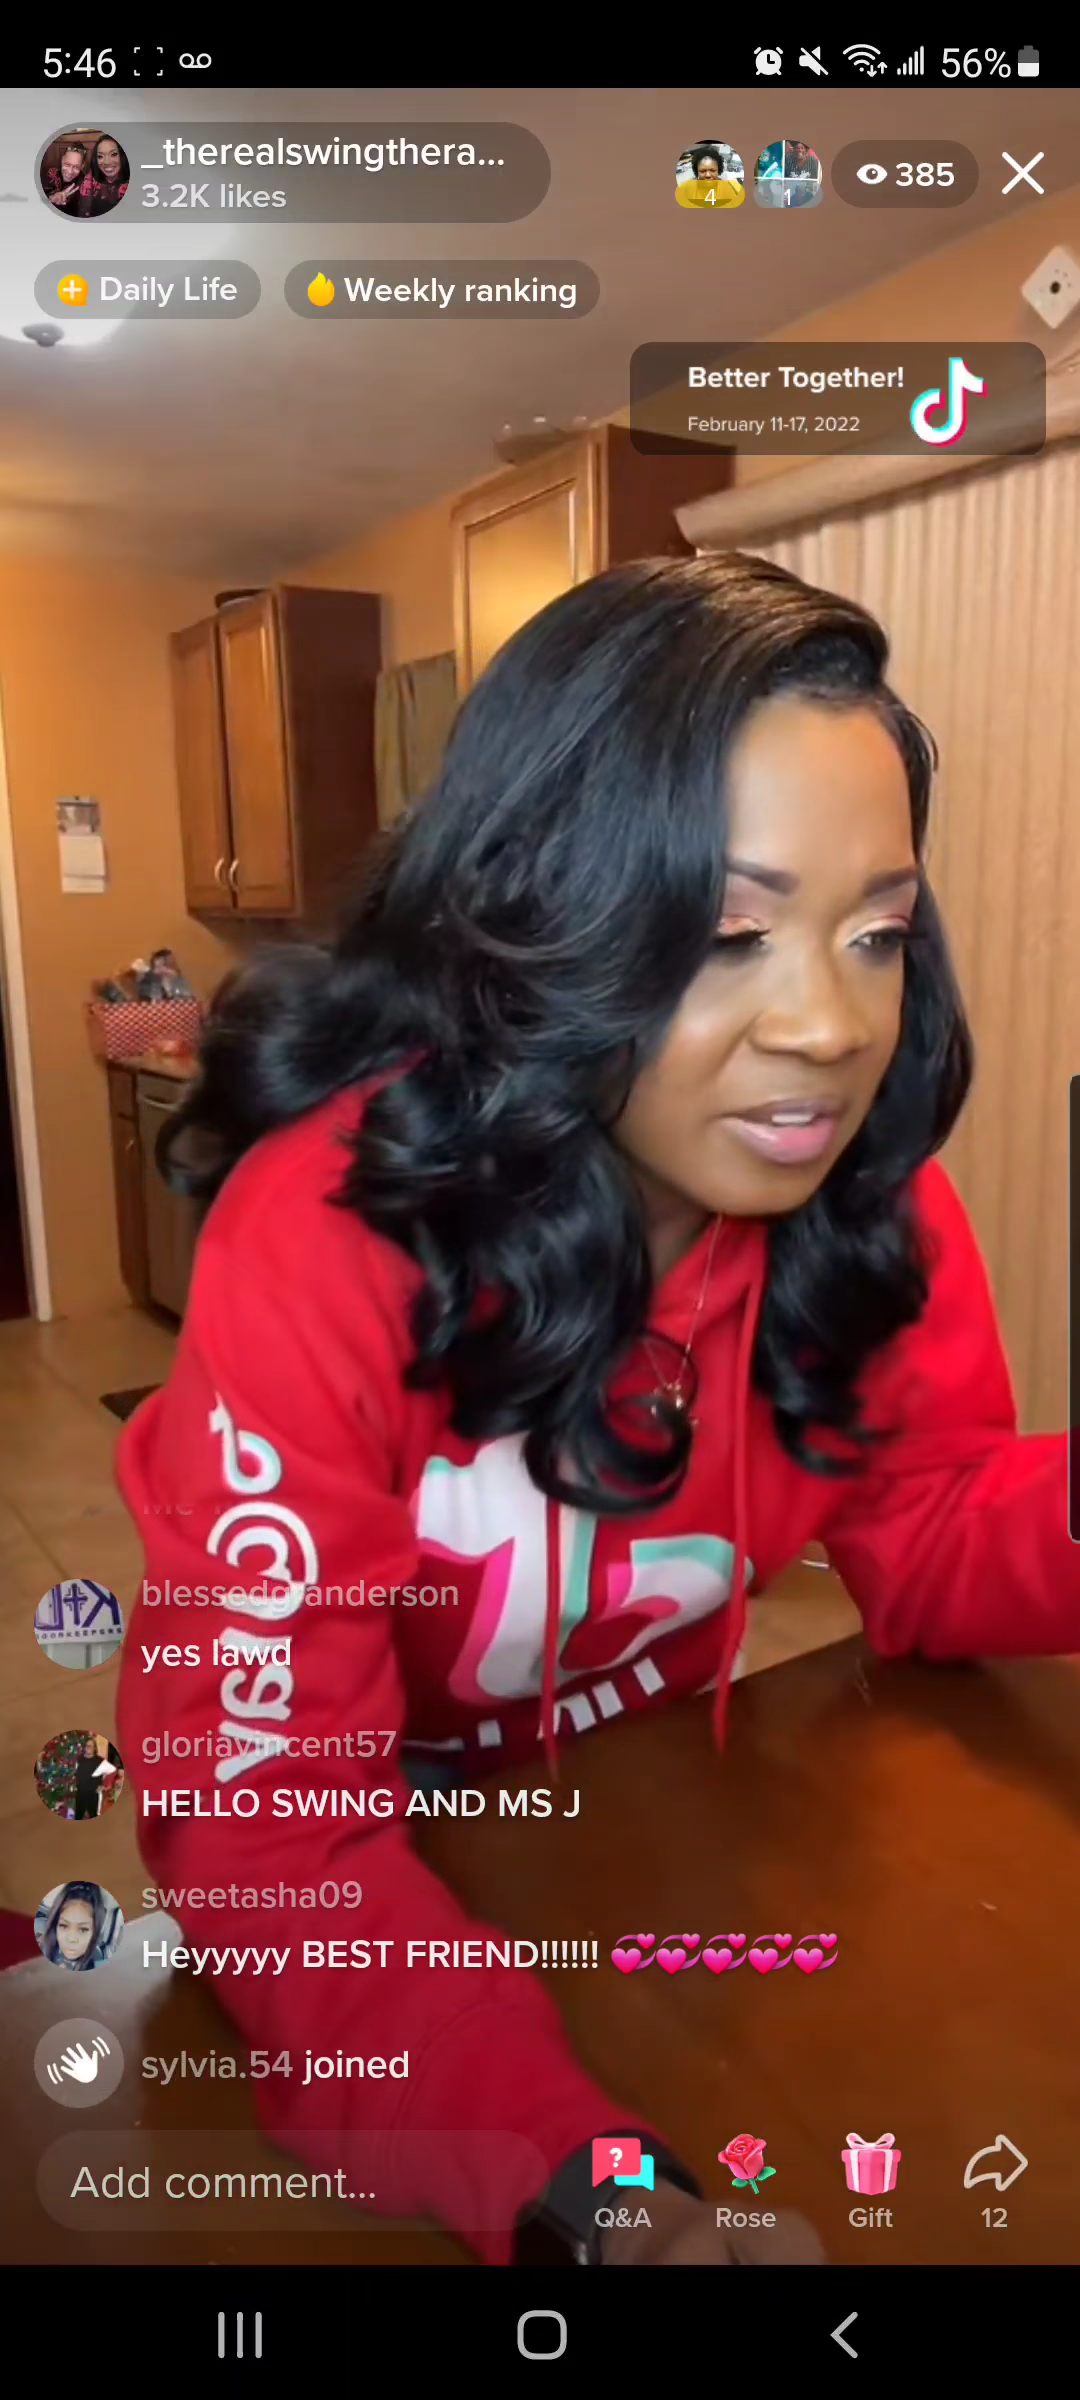 5:46
56%
_therealswingthera...
3.2K likes
4
1
385
Daily Life
Weekly ranking
Better Together!
February 11-17, 2022
blessedgranderson
yes lawd
gloriavincent57
HELLO SWING AND MS J
sweetasha09
Heyyyyy BEST FRIEND!!!!!! 💞💞💞💞💞
sylvia.54 joined
Add comment...
Q&A
Rose
Gift
12